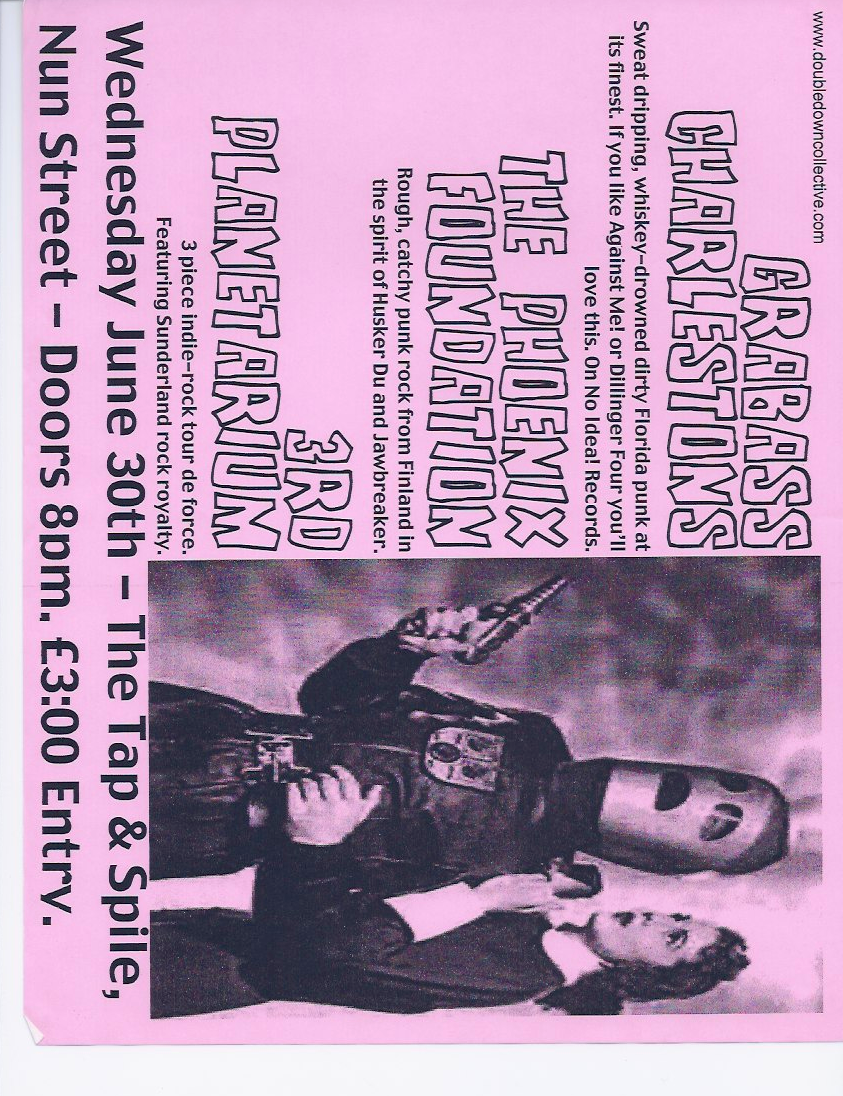 www.doubledowncollective.com
GRABASS
CHARLESTONS
Sweat dripping, whiskey-drowned dirty Florida punk at
its finest. If you like Against Me! or Dillinger Four you'll
love this. On No Idea! Records.
THE PHOENIX
FOUNDATION
Rough, catchy punk rock from Finland in
the spirit of Husker Du and Jawbreaker.
3RD
PLANETARIUM
3 piece indie-rock tour de force.
Featuring Sunderland rock royalty.
Wednesday June 30th - The Tap & Spile,
Nun Street - Doors 8pm. £3:00 Entry.